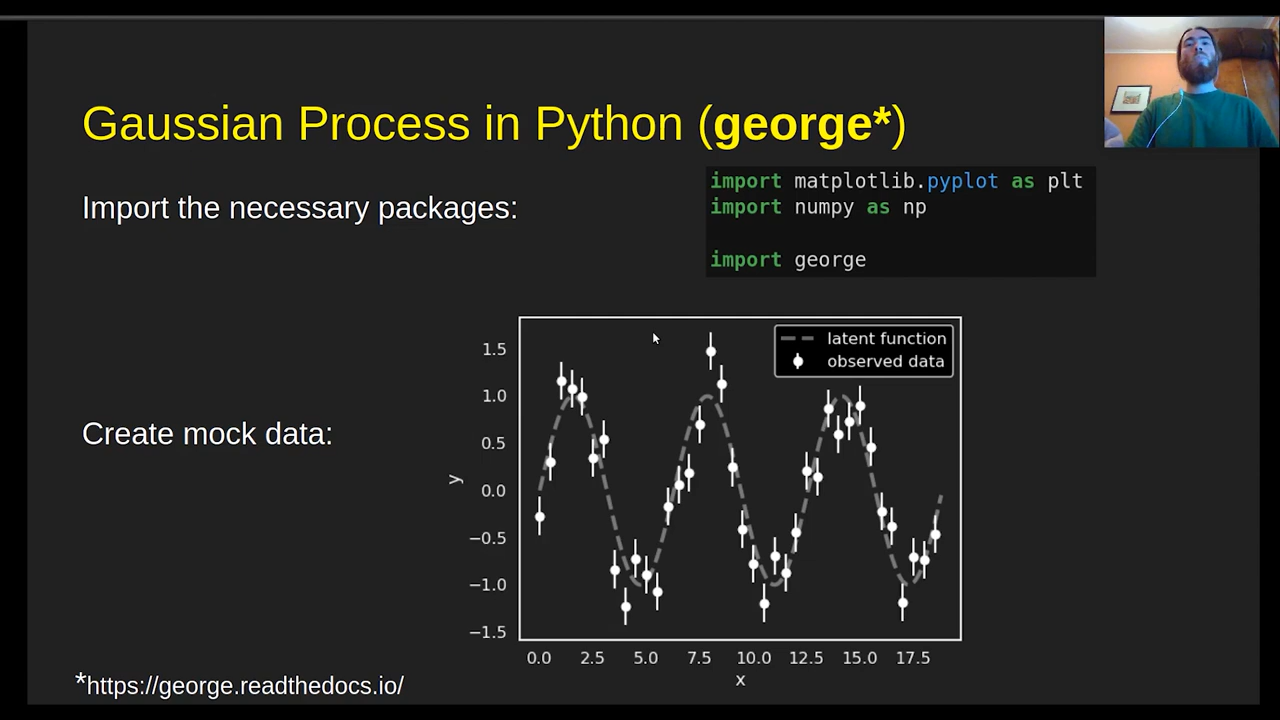 Gaussian Process in Python (george*)
Import the necessary packages:
import matplotlib.pyplot as plt
import numpy as np
import george
Create mock data:
latent function
observed data
1.5
1.0
0.5
0.0
−0.5
−1.0
−1.5
y
0.0 2.5 5.0 7.5 10.0 12.5 15.0 17.5
x
*https://george.readthedocs.io/